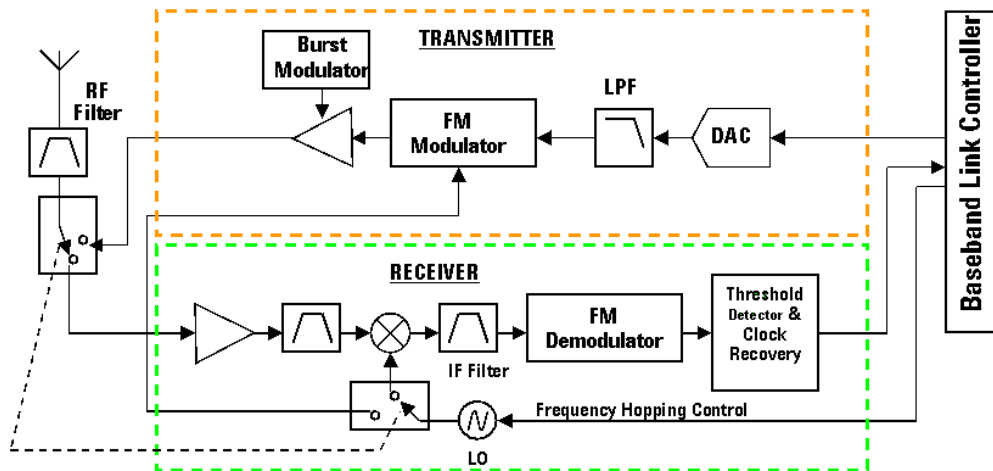 TRANSMITTER
Burst
Modulator
RF
Filter
LPF
FM
Modulator
DAC
Baseband Link Controller
RECEIVER
FM
Demodulator
Threshold
Detector &
Clock
Recovery
IF Filter
Frequency Hopping Control
LO